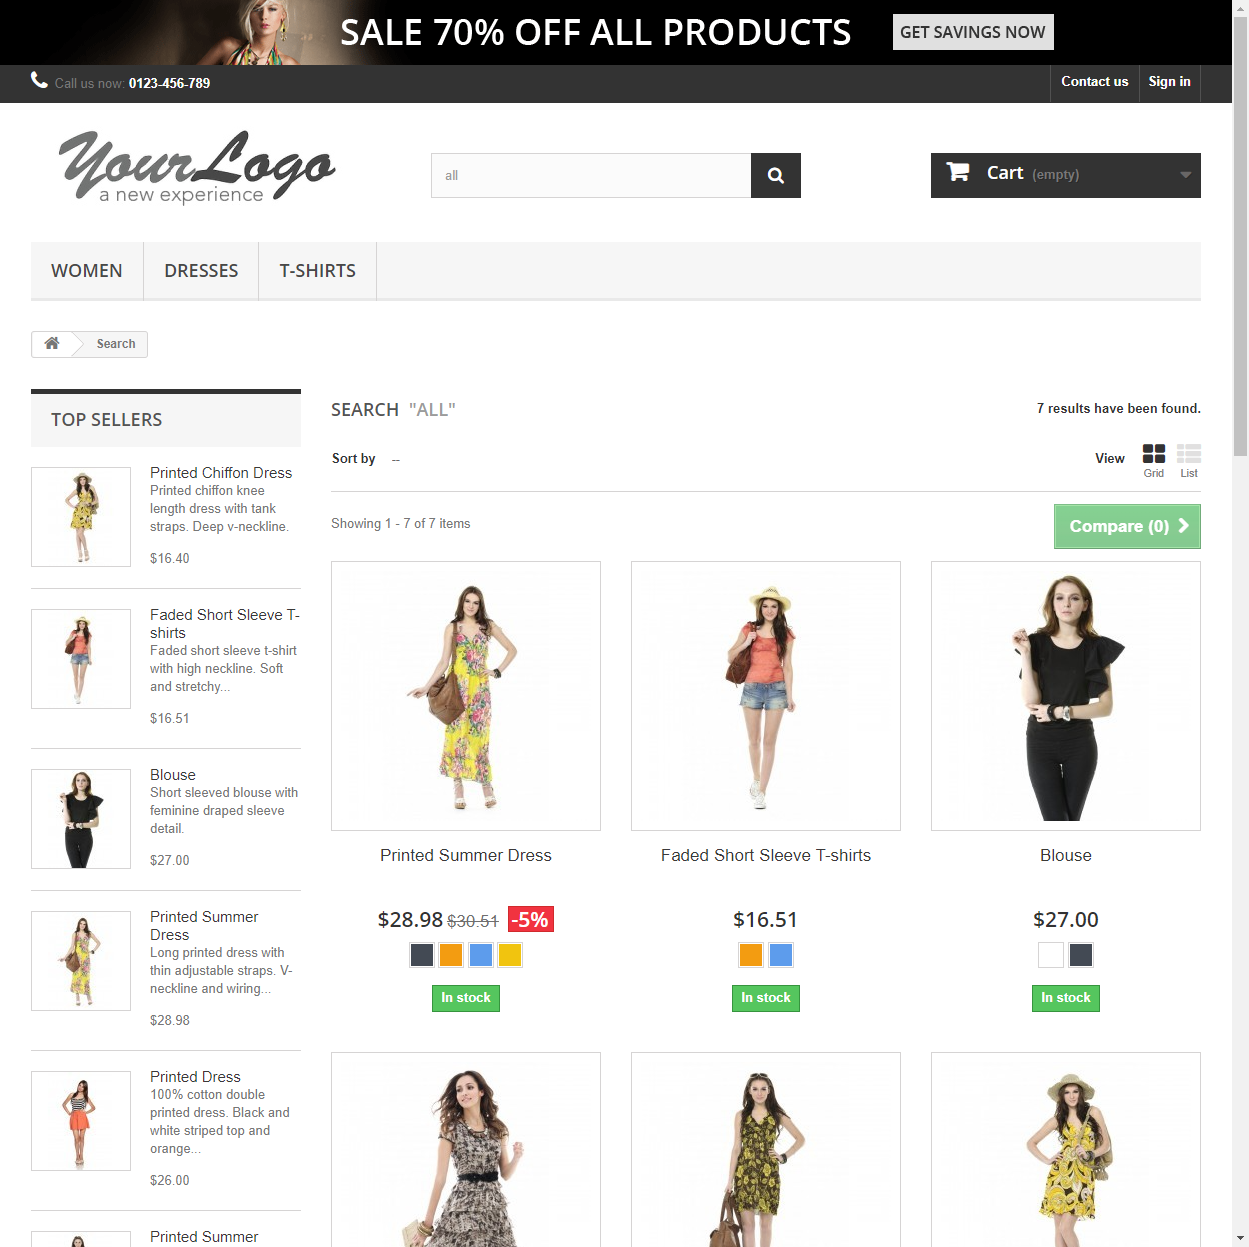 SALE 70% OFF ALL PRODUCTS
GET SAVINGS NOW
Call us now: 0123-456-789
Contact us
Sign in
YourLogo
a new experience
all
Cart (empty)
WOMEN
DRESSES
T-SHIRTS
Search
TOP SELLERS
Printed Chiffon Dress
Printed chiffon knee
length dress with tank
straps. Deep v-neckline.
$16.40
Faded Short Sleeve T-
shirts
Faded short sleeve t-shirt
with high neckline. Soft
and stretchy...
$16.51
Blouse
Short sleeved blouse with
feminine draped sleeve
detail.
$27.00
Printed Summer
Dress
Long printed dress with
thin adjustable straps. V-
neckline and wiring...
$28.98
Printed Dress
100% cotton double
printed dress. Black and
white striped top and
orange...
$26.00
Printed Summer
SEARCH "ALL"
7 results have been found.
Sort by --
View
Grid
List
Showing 1 - 7 of 7 items
Compare (0)
Printed Summer Dress
$28.98 $30.51 -5%
In stock
Faded Short Sleeve T-shirts
$16.51
In stock
Blouse
$27.00
In stock